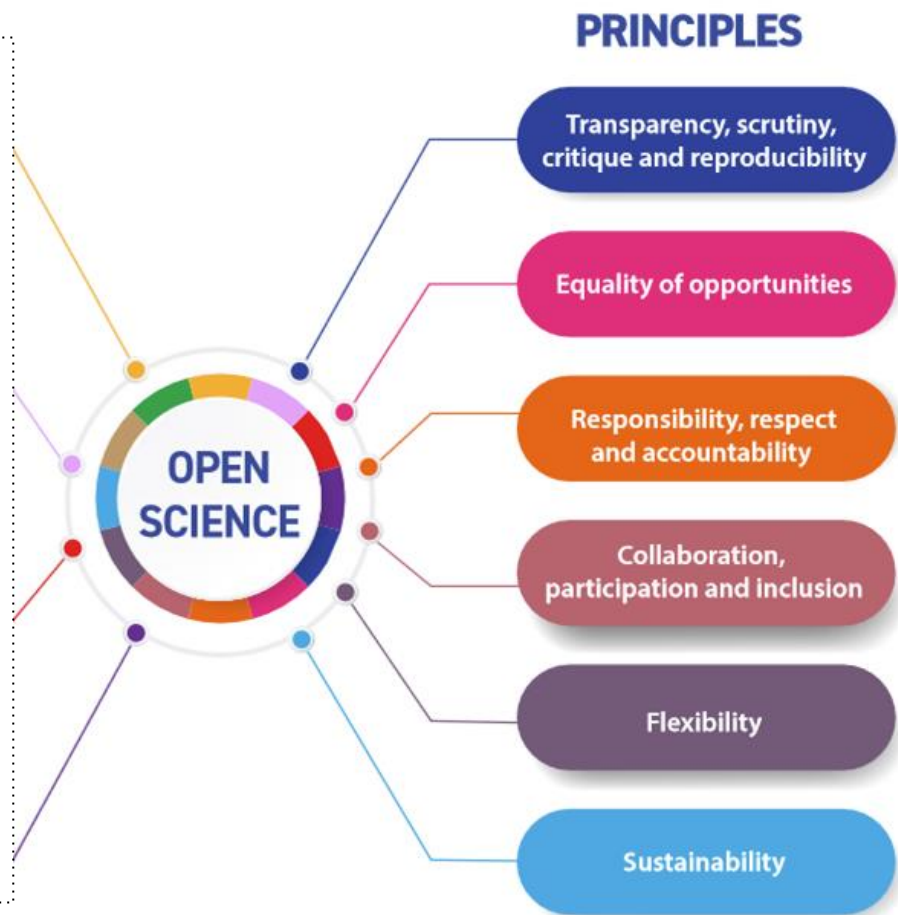 PRINCIPLES
Transparency, scrutiny,
critique and reproducibility
Equality of opportunities
Responsibility, respect
and accountability
OPEN
SCIENCE
Collaboration,
participation and inclusion
Flexibility
Sustainability